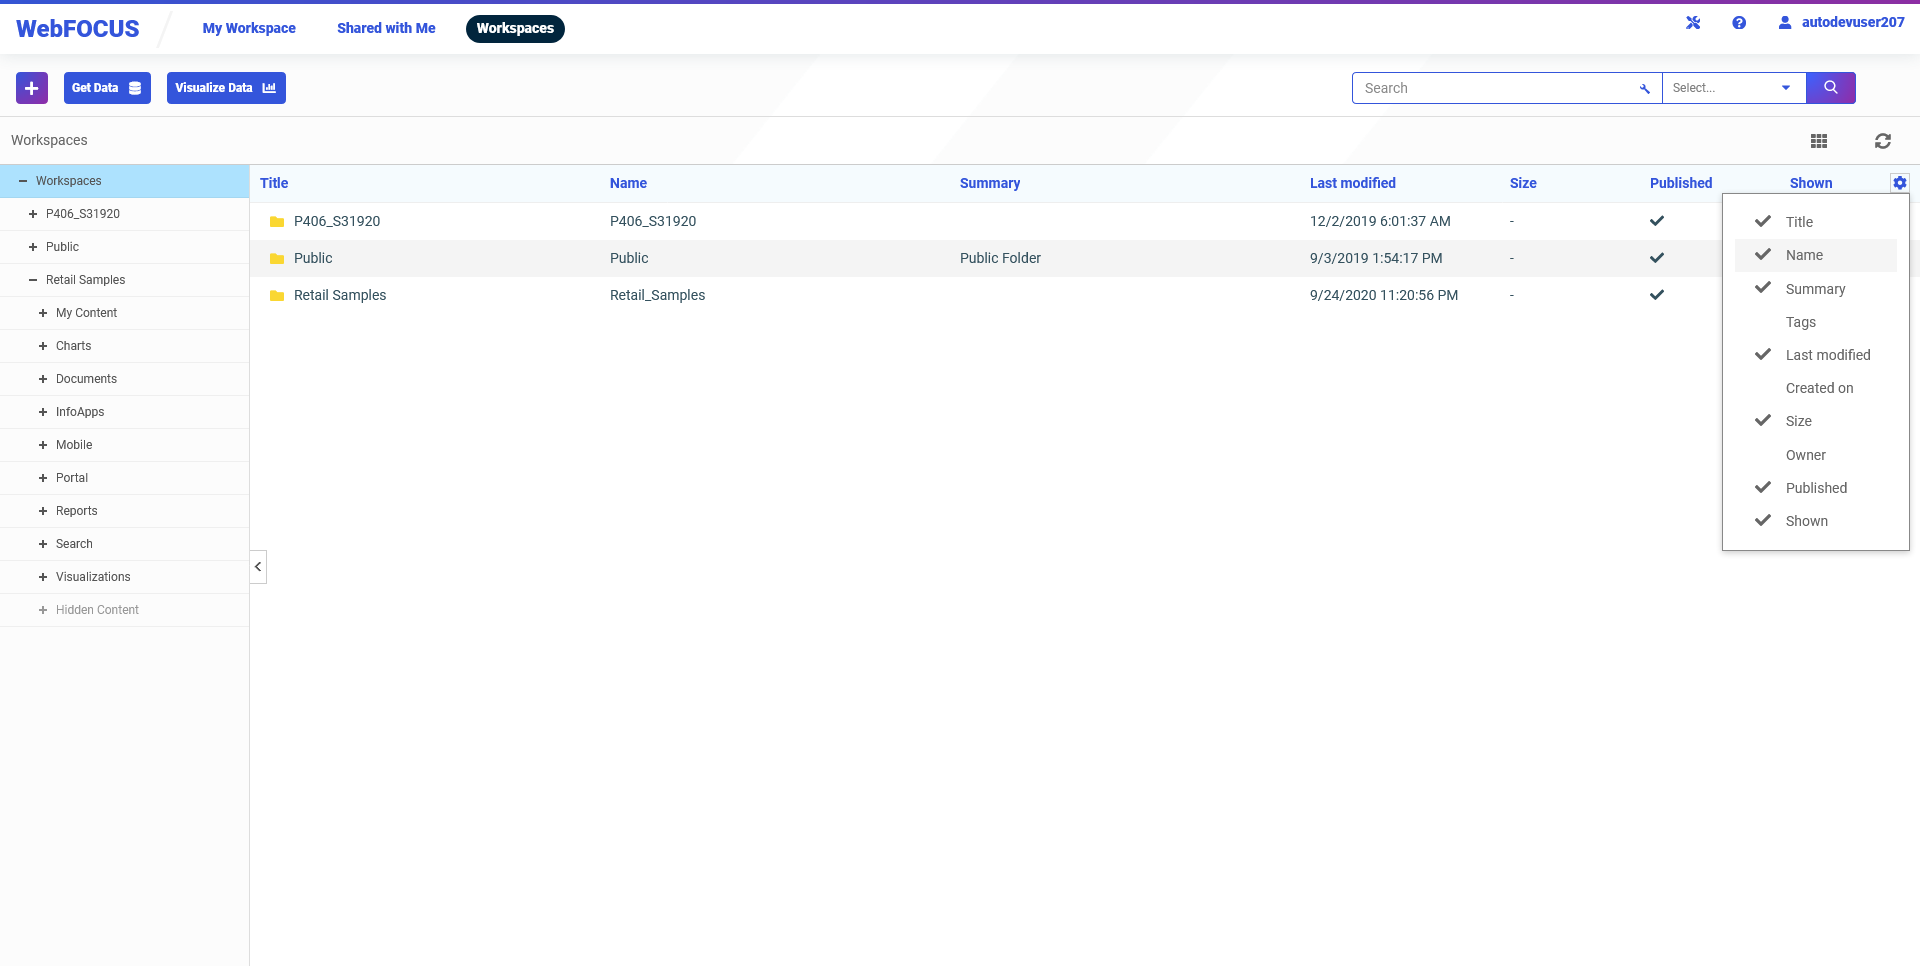 WebFOCUS My Workspace Shared with Me Workspaces autodevuser207
Get Data Visualize Data Search Select...
Workspaces
Workspaces
P406_S31920
Public
Retail Samples
My Content
Charts
Documents
InfoApps
Mobile
Portal
Reports
Search
Visualizations
Hidden Content
Title Name Summary Last modified Size Published Shown
P406_S31920 P406_S31920 12/2/2019 6:01:37 AM -
Public Public Public Folder 9/3/2019 1:54:17 PM -
Retail Samples Retail_Samples 9/24/2020 11:20:56 PM -
Title
Name
Summary
Tags
Last modified
Created on
Size
Owner
Published
Shown